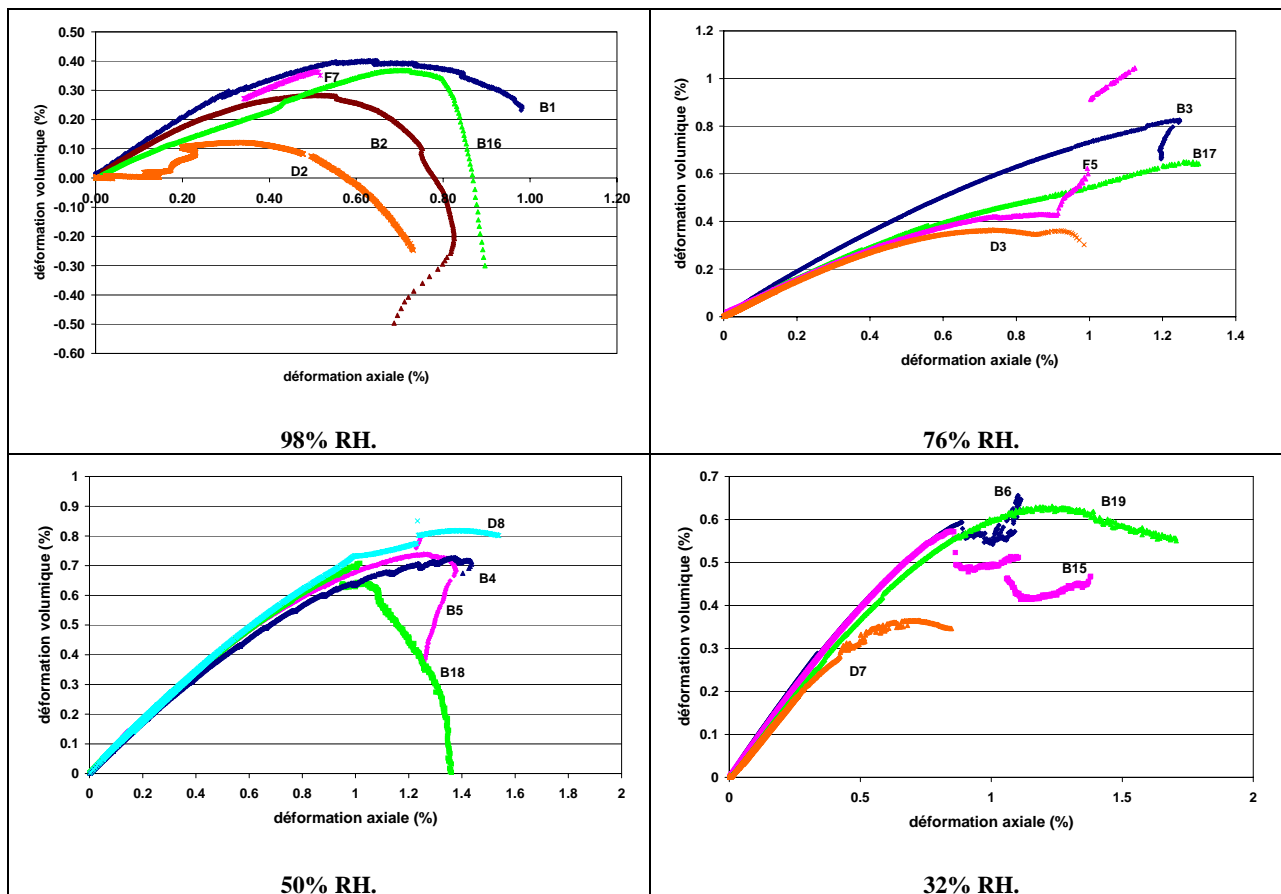 déformation volumique (%)
0.50
0.40
0.30
0.20
0.10
0.00
-0.10
-0.20
-0.30
-0.40
-0.50
-0.60
0.00 0.20 0.40 0.60 0.80 1.00 1.20
F7
B1
B2
B16
D2
déformation axiale (%)
98% RH.
déformation volumique (%)
1.2
1
0.8
0.6
0.4
0.2
0
0 0.2 0.4 0.6 0.8 1 1.2 1.4
B3
B17
F5
D3
déformation axiale (%)
76% RH.
déformation volumique (%)
1
0.9
0.8
0.7
0.6
0.5
0.4
0.3
0.2
0.1
0
0 0.2 0.4 0.6 0.8 1 1.2 1.4 1.6 1.8 2
D8
B4
B5
B18
déformation axiale (%)
50% RH.
déformation volumique (%)
0.7
0.6
0.5
0.4
0.3
0.2
0.1
0
0 0.5 1 1.5 2
B6
B19
B15
D7
déformation axiale (%)
32% RH.